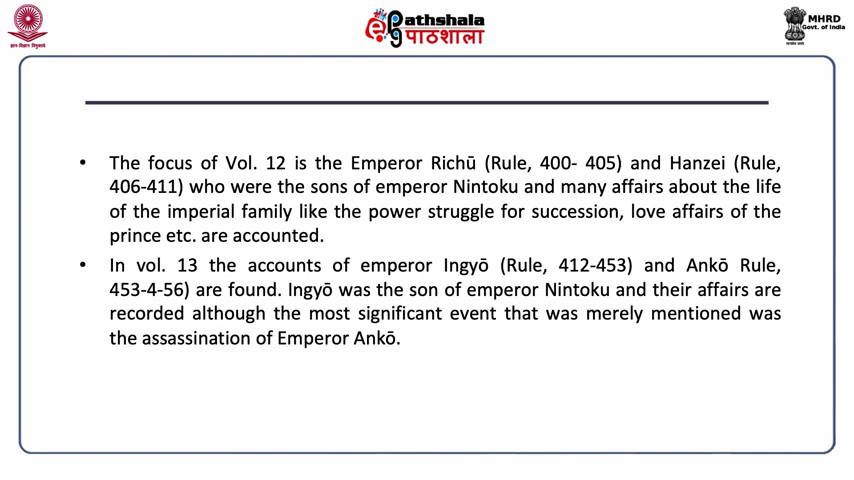 Pathshala
पाठशाला
MHRD
Govt. of India
ज्ञान-विज्ञान विमुक्तये
• The focus of Vol. 12 is the Emperor Richū (Rule, 400- 405) and Hanzei (Rule,
406-411) who were the sons of emperor Nintoku and many affairs about the life
of the imperial family like the power struggle for succession, love affairs of the
prince etc. are accounted.
• In vol. 13 the accounts of emperor Ingyō (Rule, 412-453) and Ankō Rule,
453-4-56) are found. Ingyō was the son of emperor Nintoku and their affairs are
recorded although the most significant event that was merely mentioned was
the assassination of Emperor Ankō.